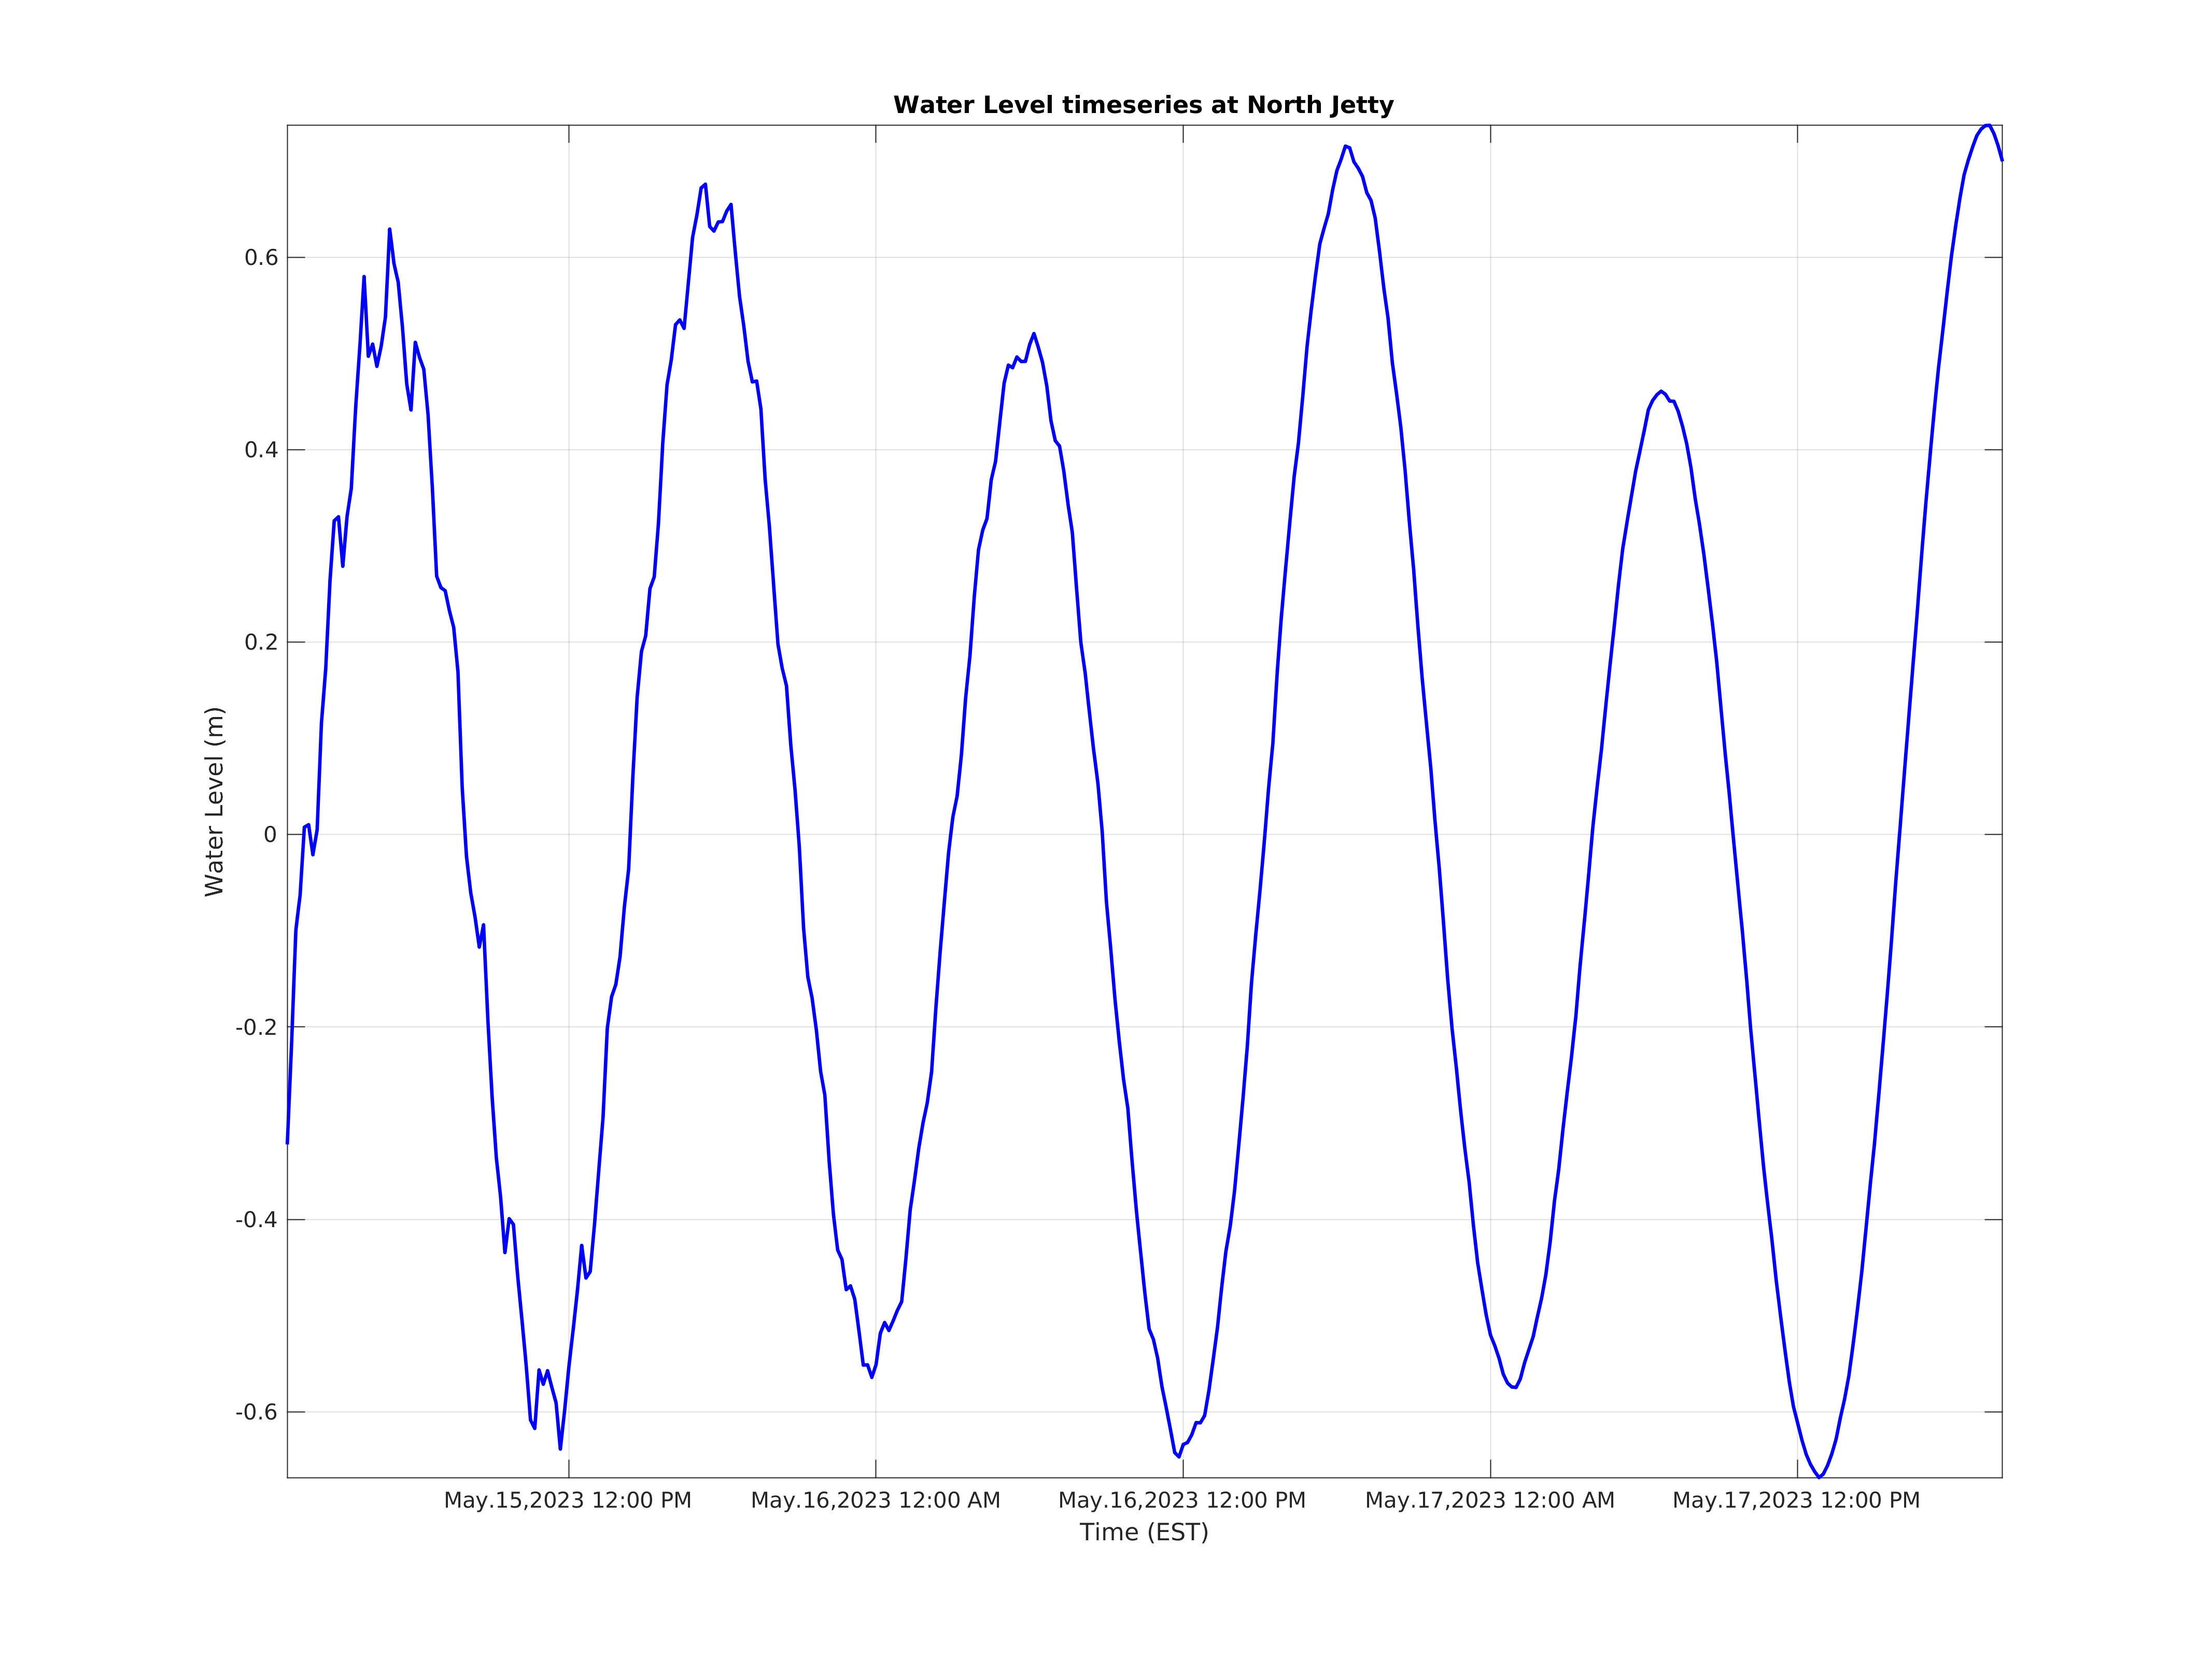 Water Level timeseries at North Jetty
Water Level (m)
0.6
0.4
0.2
0
-0.2
-0.4
-0.6
May.15,2023 12:00 PM
May.16,2023 12:00 AM
May.16,2023 12:00 PM
May.17,2023 12:00 AM
May.17,2023 12:00 PM
Time (EST)